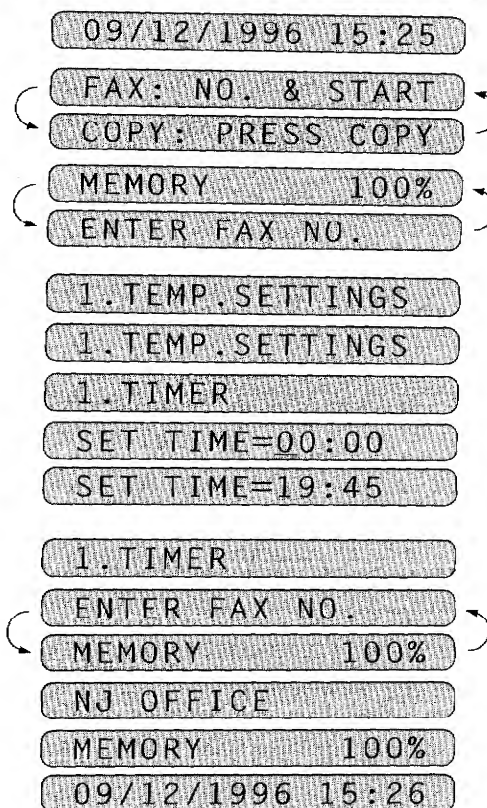 09/12/1996 15:25
FAX: NO. & START
COPY: PRESS COPY
MEMORY 100%
ENTER FAX NO.
1.TEMP.SETTINGS
1.TEMP.SETTINGS
1.TIMER
SET TIME=00:00
SET TIME=19:45
1.TIMER
ENTER FAX NO.
MEMORY 100%
NJ OFFICE
MEMORY 100%
09/12/1996 15:26